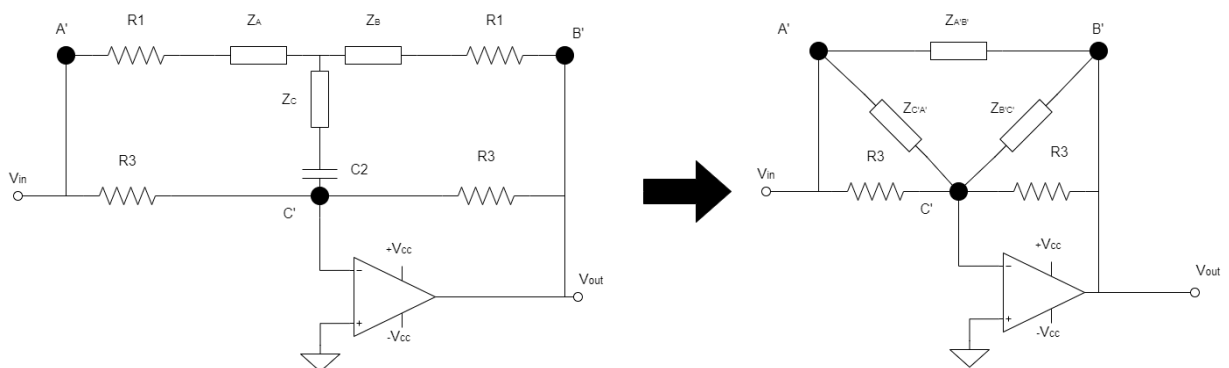 R1 ZA ZB R1
A' B'
ZC
R3 C2 R3
Vin
C'
+Vcc
−
+
Vout
-Vcc
A' ZA'B' B'
ZC'A' ZB'C'
R3 R3
Vin
C'
+Vcc
−
+
Vout
-Vcc